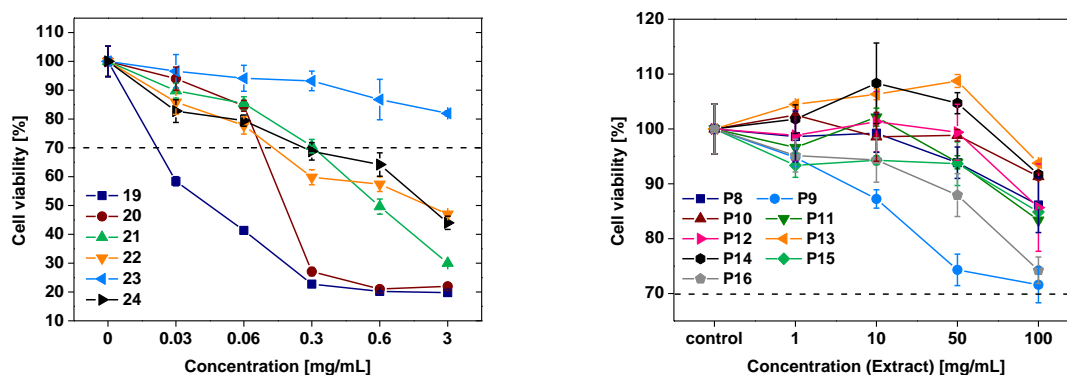 110
100
90
80
70
60
50
40
30
20
10
Cell viability [%]
19
20
21
22
23
24
0 0.03 0.06 0.3 0.6 3
Concentration [mg/mL]
120
110
100
90
80
70
Cell viability [%]
P8 P9
P10 P11
P12 P13
P14 P15
P16
control 1 10 50 100
Concentration (Extract) [mg/mL]